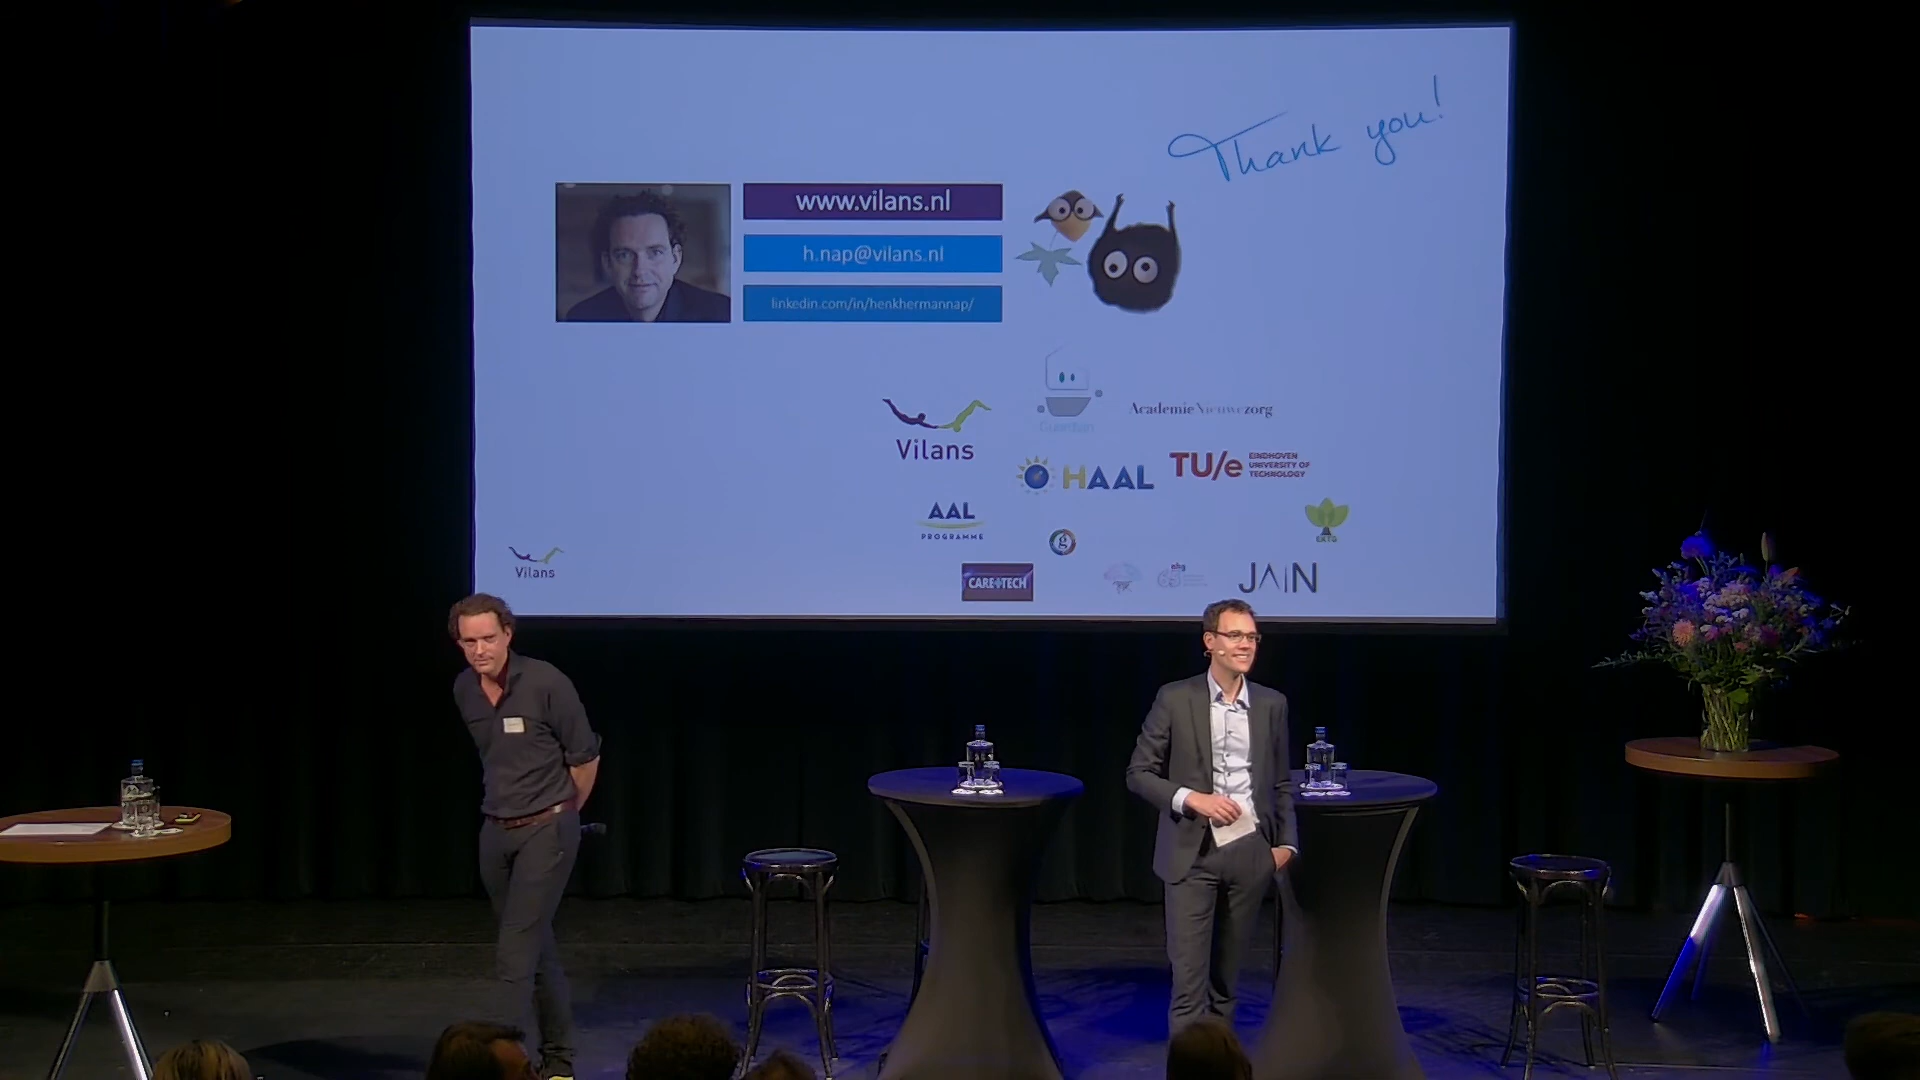 Thank you!
www.vilans.nl
h.nap@vilans.nl
linkedin.com/in/henkhermannap/
AcademieNieuwezorg
Vilans
TU/e EINDHOVEN
UNIVERSITY OF
TECHNOLOGY
HAAL
AAL
PROGRAMME
g
Vilans
CARE+TECH
JAIN